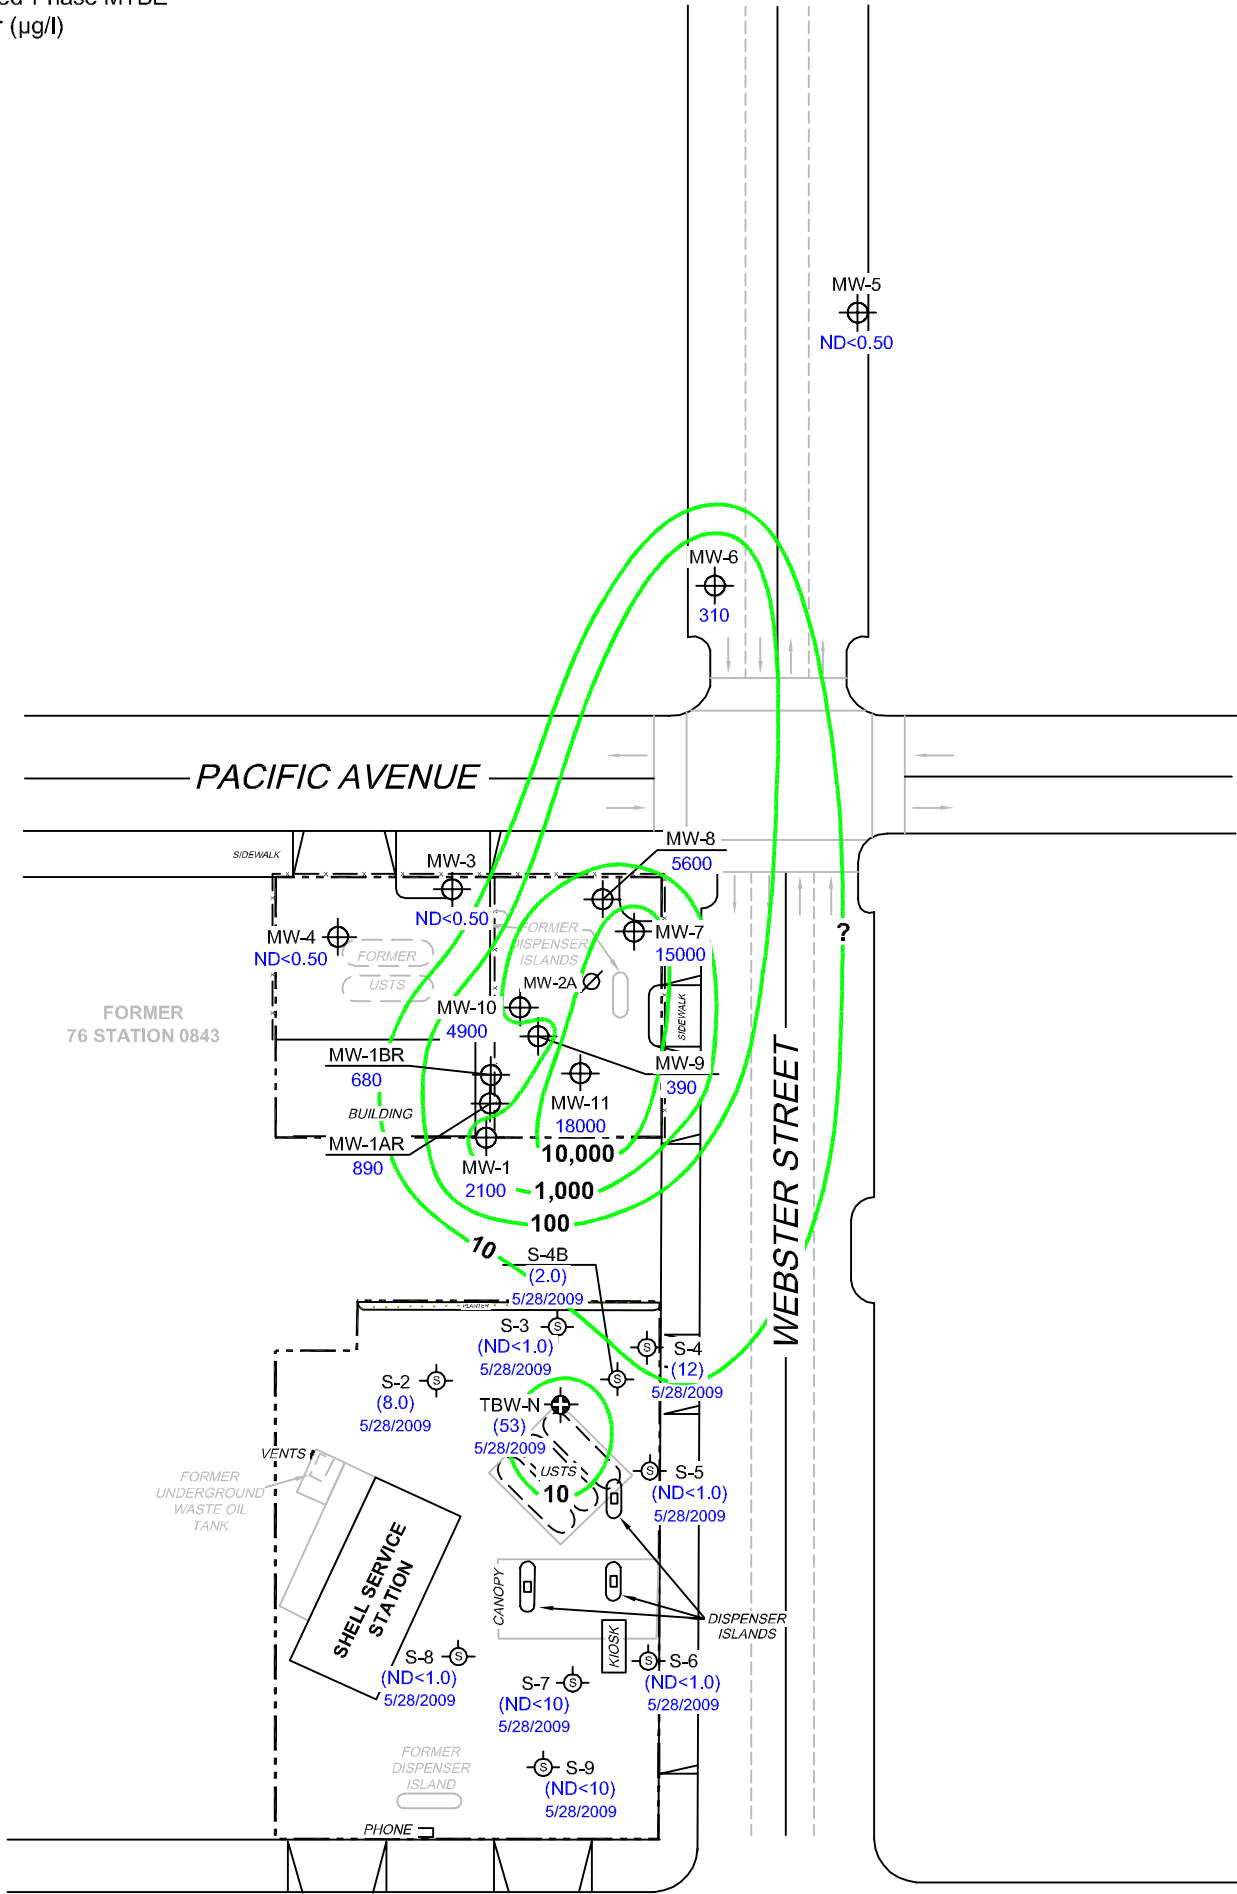 r (µg/l)
MW-5
ND<0.50
MW-6
310
PACIFIC AVENUE
SIDEWALK
MW-3
ND<0.50
MW-8
5600
MW-4
ND<0.50
FORMER
USTS
FORMER
DISPENSER
ISLANDS
MW-7
15000
?
MW-2A
FORMER
76 STATION 0843
MW-10
4900
SIDEWALK
MW-1BR
680
MW-9
390
BUILDING
MW-11
18000
MW-1AR
890
MW-1
2100
10,000
1,000
100
10
WEBSTER STREET
S-4B
(2.0)
5/28/2009
PLANTER
S-3
(ND<1.0)
5/28/2009
S-4
(12)
5/28/2009
S-2
(8.0)
5/28/2009
TBW-N
(53)
5/28/2009
VENTS
FORMER
UNDERGROUND
WASTE OIL
TANK
USTS
10
S-5
(ND<1.0)
5/28/2009
SHELL SERVICE
STATION
CANOPY
DISPENSER
ISLANDS
KIOSK
S-8
(ND<1.0)
5/28/2009
S-7
(ND<10)
5/28/2009
S-6
(ND<1.0)
5/28/2009
FORMER
DISPENSER
ISLAND
S-9
(ND<10)
5/28/2009
PHONE